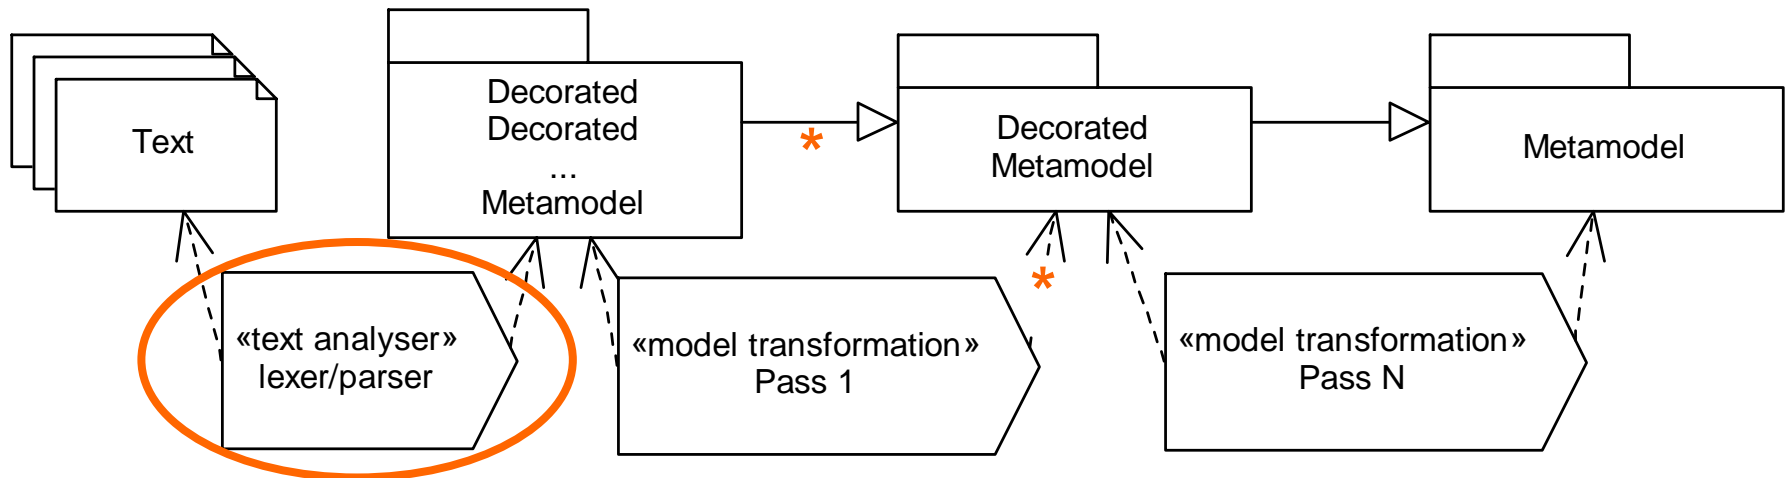 Text
Decorated
Decorated
...
Metamodel
*
Decorated
Metamodel
Metamodel
«text analyser»
lexer/parser
«model transformation»
Pass 1
*
«model transformation»
Pass N